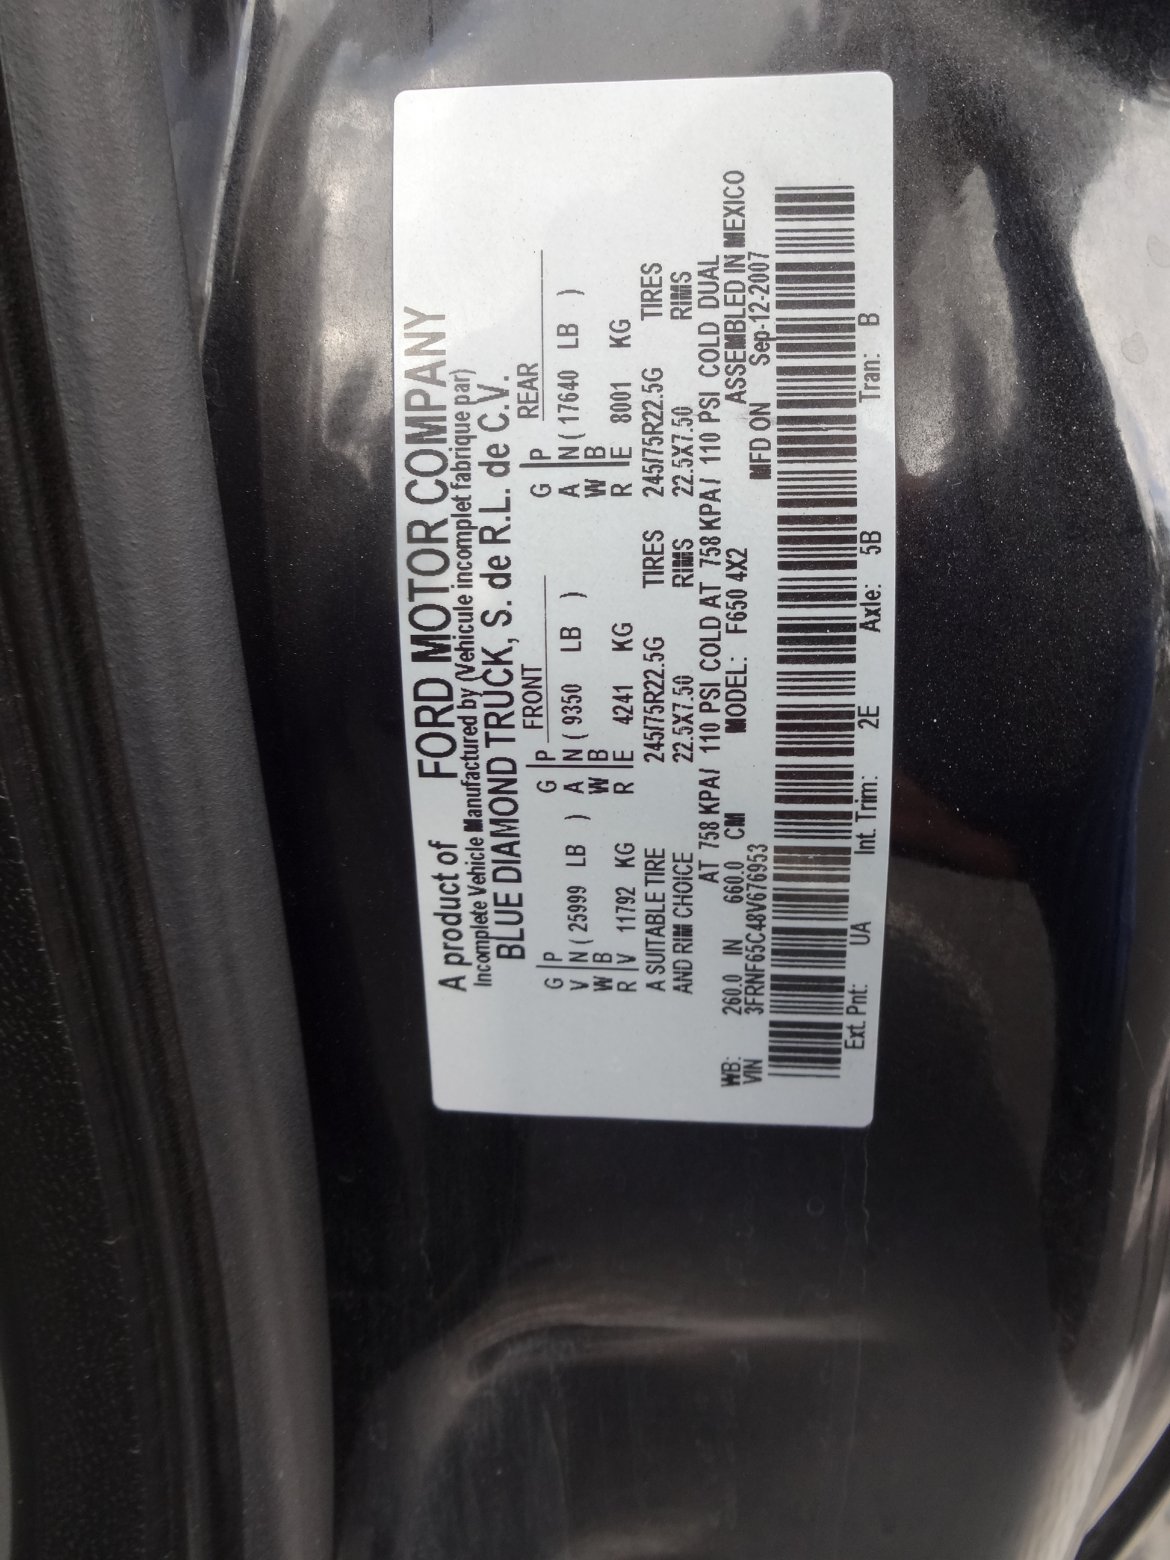 A product of FORD MOTOR COMPANY
Incomplete Vehicle Manufactured by (Vehicule incomplet fabrique par)
BLUE DIAMOND TRUCK, S. de R.L. de C.V.
FRONT REAR
G|P G|P G|P
V|N ( 25999 LB ) A|N ( 9350 LB ) A|N ( 17640 LB )
W|B W|B W|B
R|V 11792 KG R|E 4241 KG R|E 8001 KG
A SUITABLE TIRE 245/75R22.5G TIRES 245/75R22.5G TIRES
AND RIM CHOICE 22.5X7.50 RIMS 22.5X7.50 RIMS
AT 758 KPA/ 110 PSI COLD AT 758 KPA/ 110 PSI COLD DUAL
WB: 260.0 IN 660.0 CM MODEL: F650 4X2 ASSEMBLED IN MEXICO
VIN 3FRNF65C48V676953 MFD ON Sep-12-2007
Ext. Pnt: UA Int. Trim: 2E Axle: 5B Tran: B